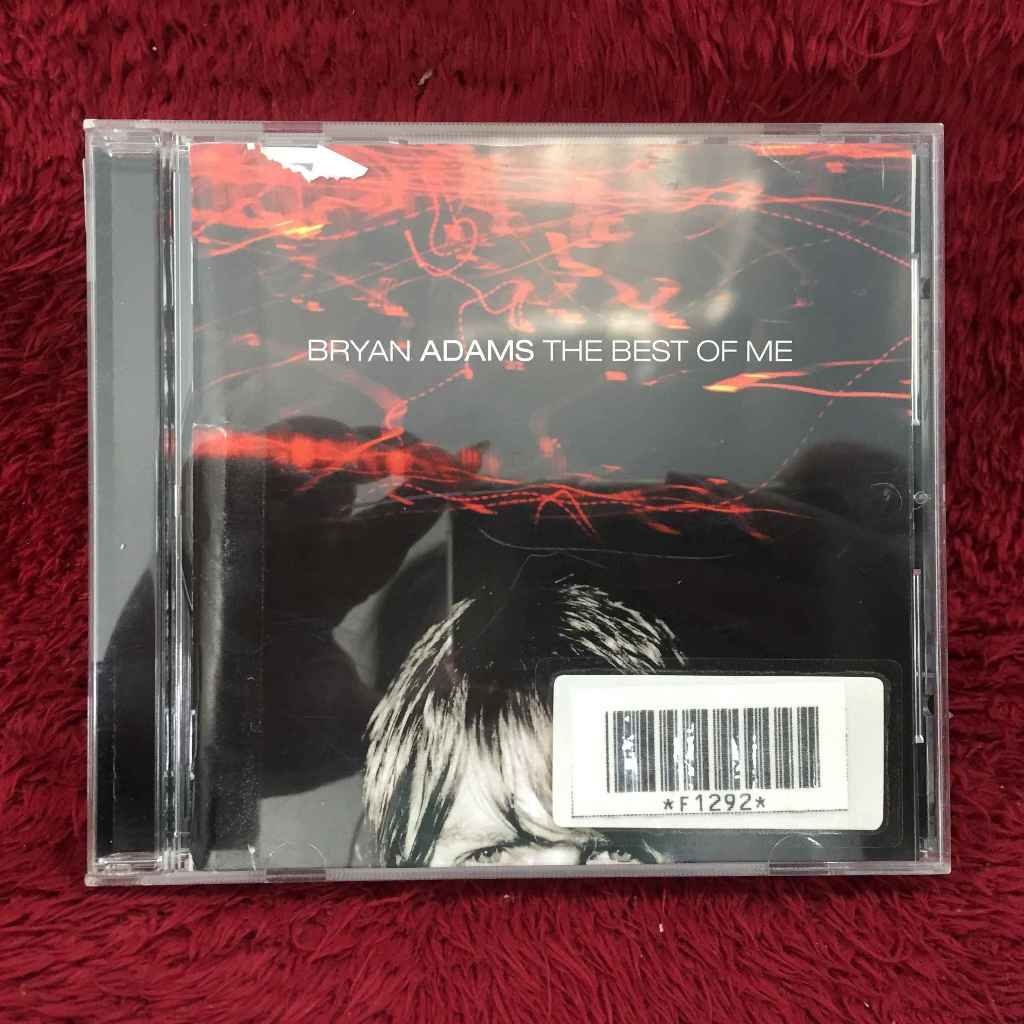 BRYAN ADAMS THE BEST OF ME
*F1292*